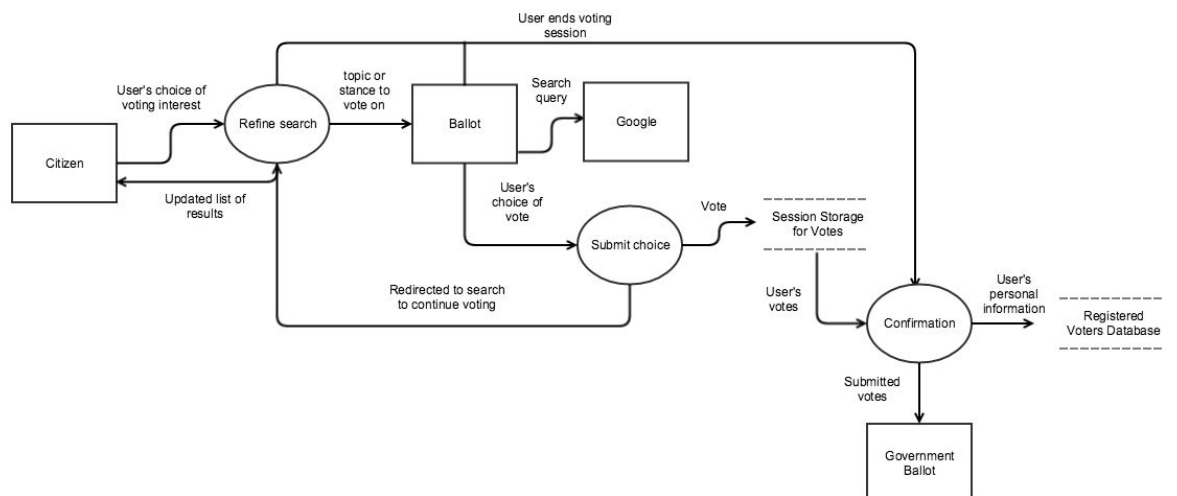 User ends voting
session
User's choice of
voting interest
topic or
stance to
vote on
Search
query
Refine search
Ballot
Google
Citizen
Updated list of
results
User's
choice of
vote
Vote
Session Storage
for Votes
Submit choice
Redirected to search
to continue voting
User's
votes
User's
personal
information
Confirmation
Registered
Voters Database
Submitted
votes
Government
Ballot